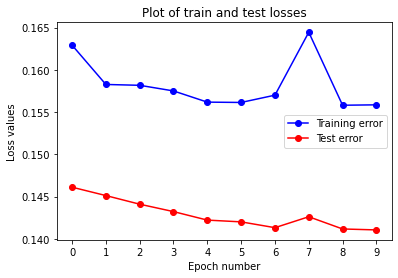 Plot of train and test losses
Loss values
0.165
0.160
0.155
0.150
0.145
0.140
Training error
Test error
0 1 2 3 4 5 6 7 8 9
Epoch number